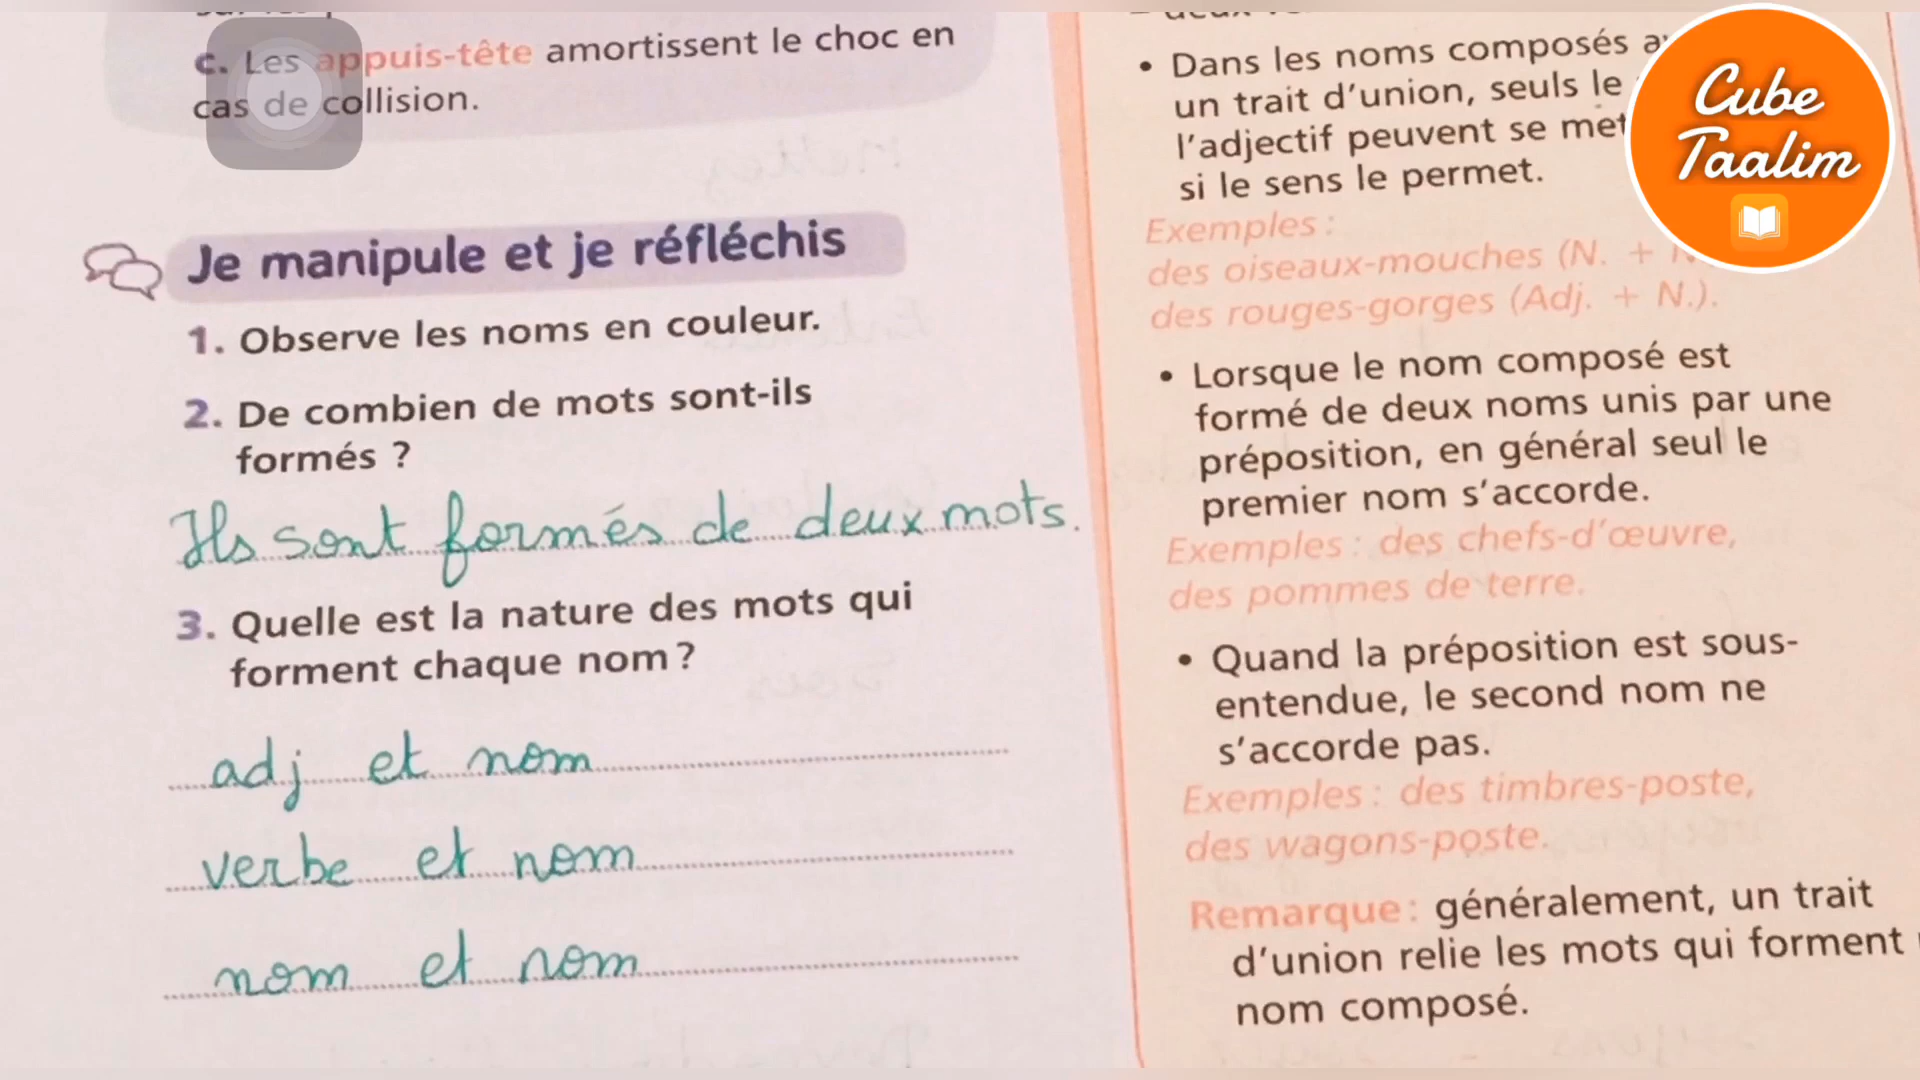 c. Les appuis-tête amortissent le choc en
cas de collision.
Je manipule et je réfléchis
1. Observe les noms en couleur.
2. De combien de mots sont-ils
formés ?
Ils sont formés de deux mots.
3. Quelle est la nature des mots qui
forment chaque nom ?
adj et nom
verbe et nom
nom et nom
• Dans les noms composés
un trait d'union, seuls le
l'adjectif peuvent se
si le sens le permet.
Exemples :
des oiseaux-mouches (N. +
des rouges-gorges (Adj. + N.).
• Lorsque le nom composé est
formé de deux noms unis par une
préposition, en général seul le
premier nom s'accorde.
Exemples : des chefs-d'œuvre,
des pommes de terre.
• Quand la préposition est sous-
entendue, le second nom ne
s'accorde pas.
Exemples : des timbres-poste,
des wagons-poste.
Remarque : généralement, un trait
d'union relie les mots qui forment
nom composé.
Cube
Taalim